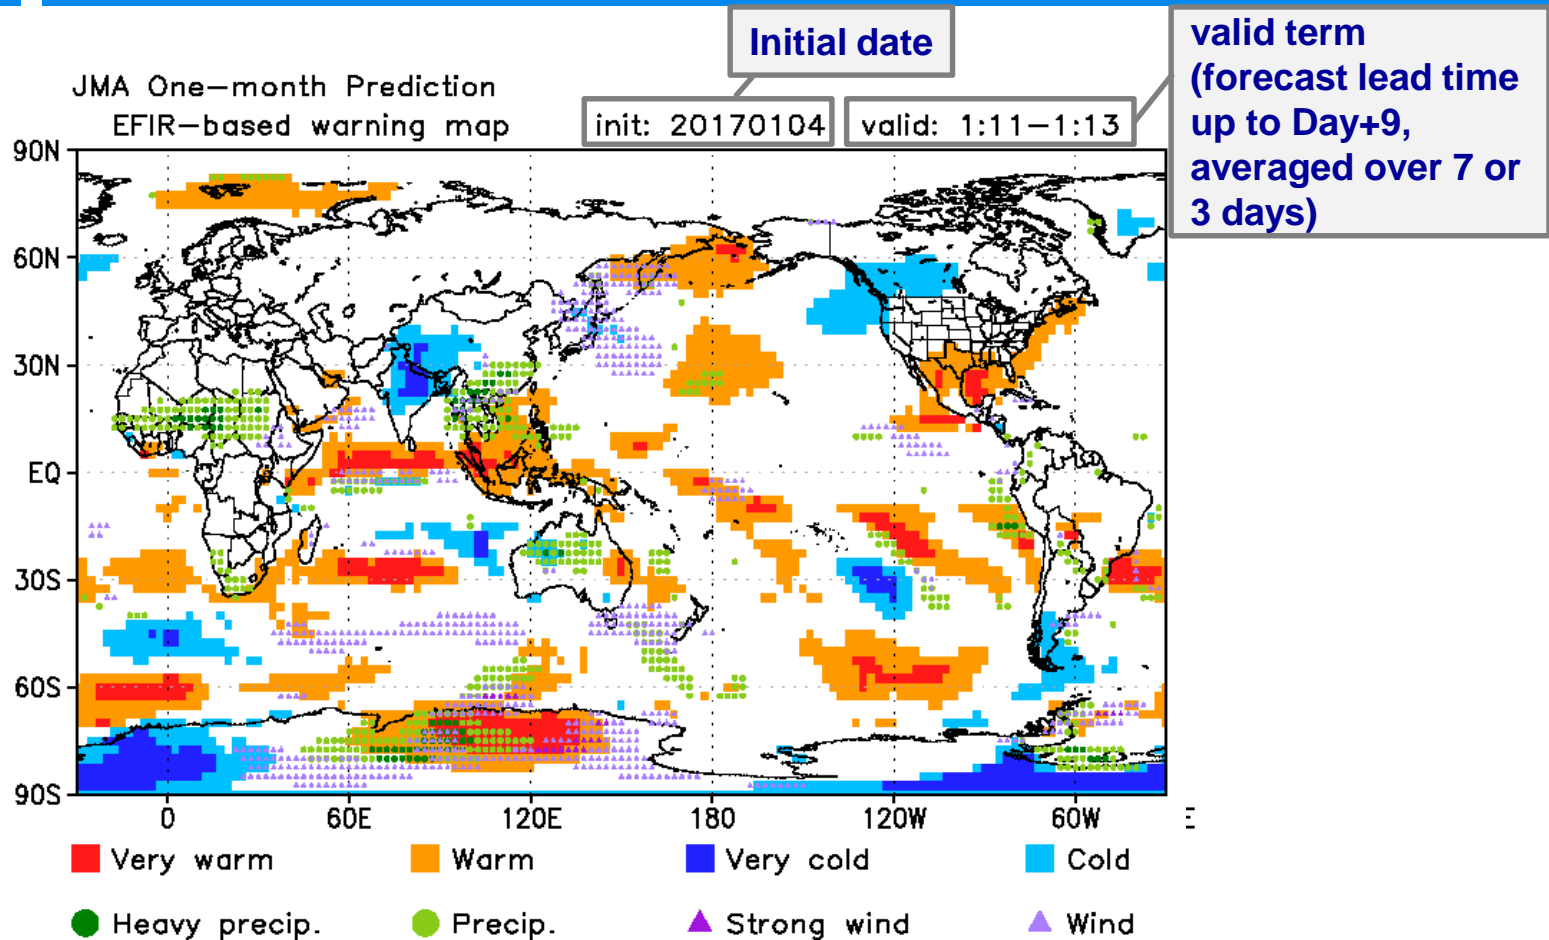 Initial date
valid term
(forecast lead time
up to Day+9,
averaged over 7 or
3 days)
JMA One-month Prediction
EFIR-based warning map
init: 20170104
valid: 1:11-1:13
90N
60N
30N
EQ
30S
60S
90S
0 60E 120E 180 120W 60W E
Very warm Warm Very cold Cold
Heavy precip. Precip. Strong wind Wind